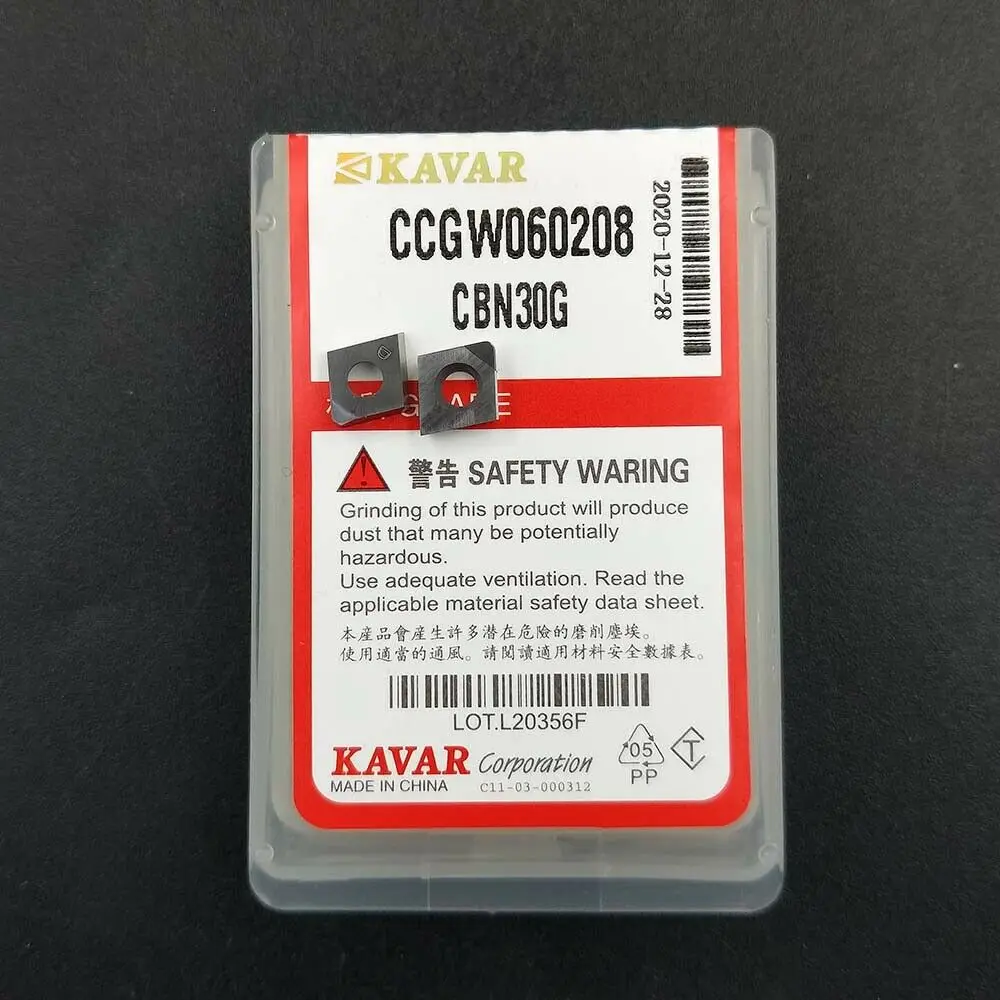 KAVAR
CCGW060208
CBN30G
2020-12-28
警告 SAFETY WARING
Grinding of this product will produce
dust that many be potentially
hazardous.
Use adequate ventilation. Read the
applicable material safety data sheet.
本產品會產生許多潜在危險的磨削塵埃。
使用適當的通風。請閱讀適用材料安全數據表。
LOT.L20356F
KAVAR Corporation
MADE IN CHINA C11-03-000312
05
PP
T